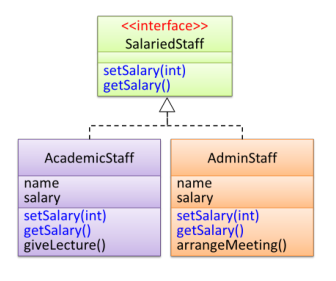 <<interface>>
SalariedStaff
setSalary(int)
getSalary()
AcademicStaff
name
salary
setSalary(int)
getSalary()
giveLecture()
AdminStaff
name
salary
setSalary(int)
getSalary()
arrangeMeeting()